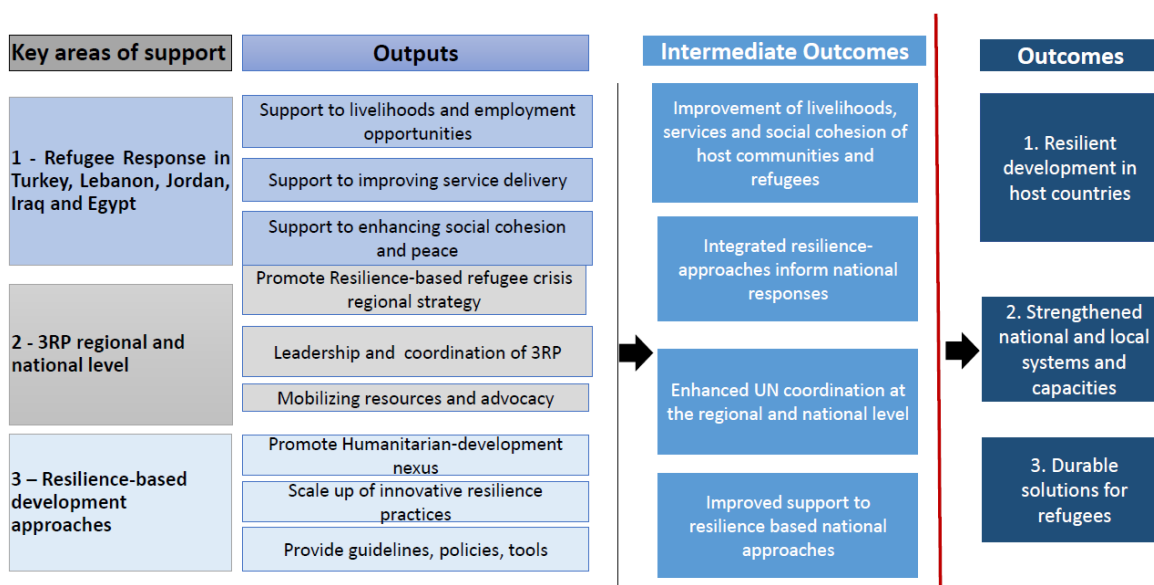 Key areas of support
Outputs
Intermediate Outcomes
Outcomes
1 - Refugee Response in
Turkey, Lebanon, Jordan,
Iraq and Egypt
Support to livelihoods and employment
opportunities
Support to improving service delivery
Support to enhancing social cohesion
and peace
2 - 3RP regional and
national level
Promote Resilience-based refugee crisis
regional strategy
Leadership and coordination of 3RP
Mobilizing resources and advocacy
3 – Resilience-based
development
approaches
Promote Humanitarian-development
nexus
Scale up of innovative resilience
practices
Provide guidelines, policies, tools
Improvement of livelihoods,
services and social cohesion of
host communities and
refugees
Integrated resilience-
approaches inform national
responses
Enhanced UN coordination at
the regional and national level
Improved support to
resilience based national
approaches
1. Resilient
development in
host countries
2. Strengthened
national and local
systems and
capacities
3. Durable
solutions for
refugees